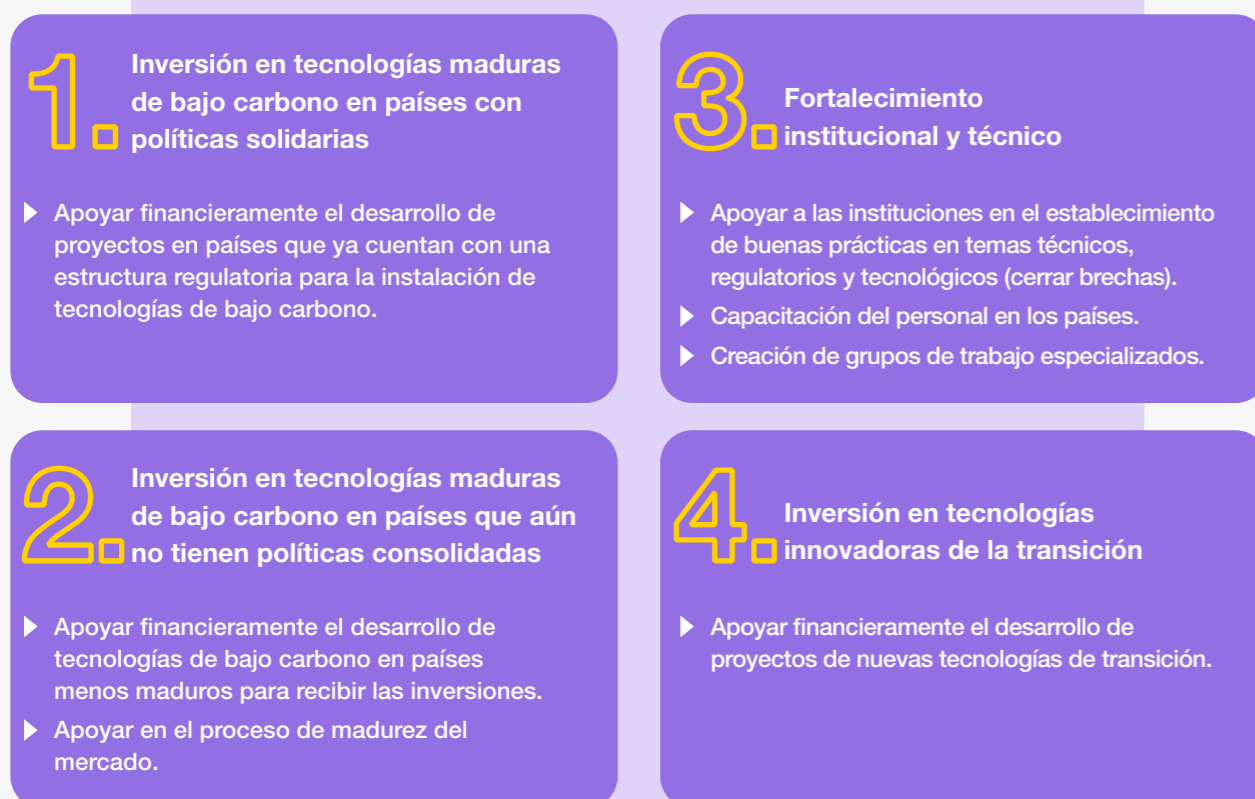 1.
Inversión en tecnologías maduras
de bajo carbono en países con
políticas solidarias
Apoyar financieramente el desarrollo de
proyectos en países que ya cuentan con una
estructura regulatoria para la instalación de
tecnologías de bajo carbono.
2.
Inversión en tecnologías maduras
de bajo carbono en países que aún
no tienen políticas consolidadas
Apoyar financieramente el desarrollo de
tecnologías de bajo carbono en países
menos maduros para recibir las inversiones.
Apoyar en el proceso de madurez del
mercado.
3.
Fortalecimiento
institucional y técnico
Apoyar a las instituciones en el establecimiento
de buenas prácticas en temas técnicos,
regulatorios y tecnológicos (cerrar brechas).
Capacitación del personal en los países.
Creación de grupos de trabajo especializados.
4.
Inversión en tecnologías
innovadoras de la transición
Apoyar financieramente el desarrollo de
proyectos de nuevas tecnologías de transición.